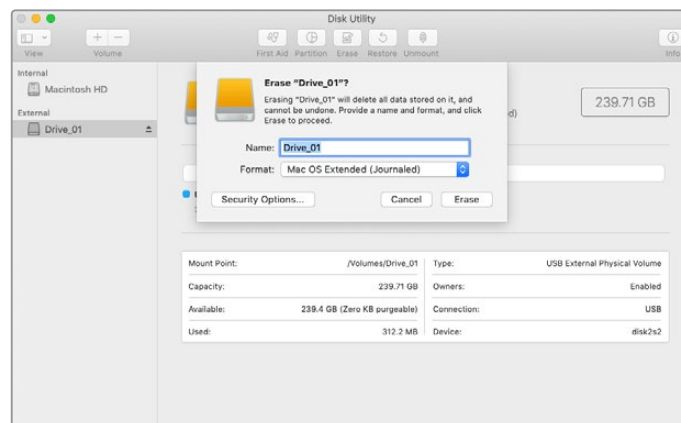 Disk Utility
View
Volume
First Aid
Partition
Erase
Restore
Unmount
Info
Internal
Macintosh HD
External
Drive_01
Erase “Drive_01”?
Erasing “Drive_01” will delete all data stored on it, and
cannot be undone. Provide a name and format, and click
Erase to proceed.
Name: Drive_01
Format: Mac OS Extended (Journaled)
Security Options...
Cancel
Erase
239.71 GB
Mount Point: /Volumes/Drive_01
Type: USB External Physical Volume
Capacity: 239.71 GB
Owners: Enabled
Available: 239.4 GB (Zero KB purgeable)
Connection: USB
Used: 312.2 MB
Device: disk2s2